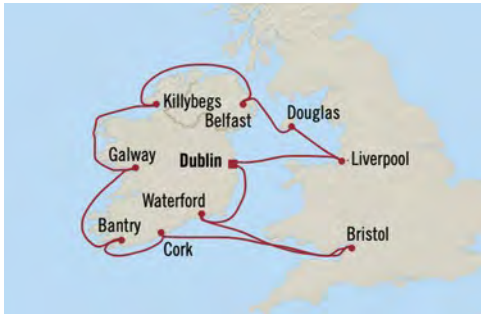 Killybegs
Belfast
Douglas
Galway
Dublin
Liverpool
Waterford
Bantry
Cork
Bristol